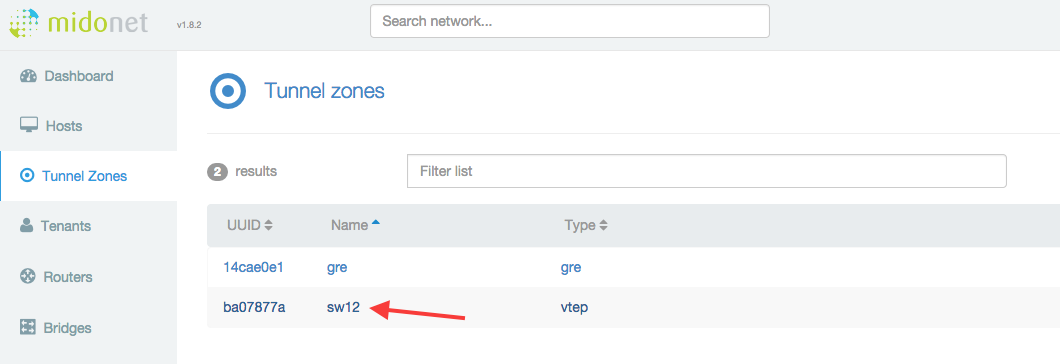 midonet v1.8.2 Search network...
Dashboard
Hosts
Tunnel Zones
Tenants
Routers
Bridges
Tunnel zones
2 results Filter list
UUID Name Type
14cae0e1 gre gre
ba07877a sw12 vtep